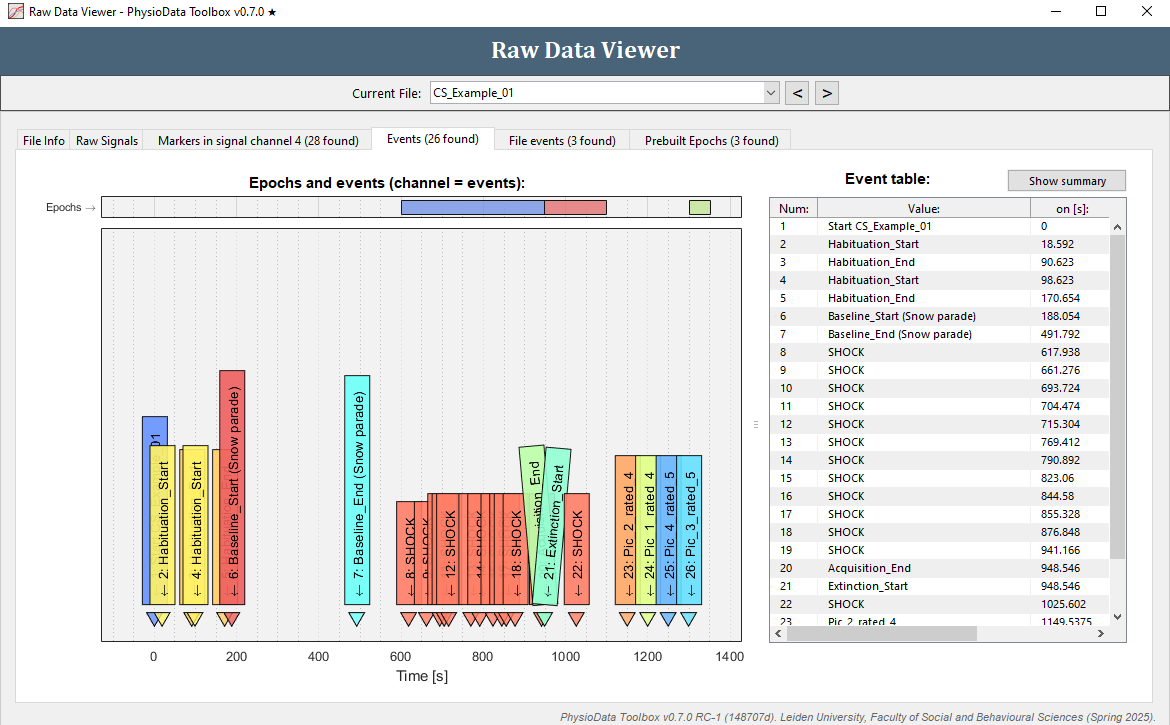 Raw Data Viewer - PhysioData Toolbox v0.7.0 ★
Raw Data Viewer
Current File: CS_Example_01 < >
File Info Raw Signals Markers in signal channel 4 (28 found) Events (26 found) File events (3 found) Prebuilt Epochs (3 found)
Epochs and events (channel = events):
Epochs →
← 2: Habituation_Start
← 4: Habituation_Start
← 6: Baseline_Start (Snow parade)
← 7: Baseline_End (Snow parade)
← 8: SHOCK
← 12: SHOCK
← 18: SHOCK
← 21: Extinction_Start
← 22: SHOCK
← 23: Pic_2_rated_4
← 24: Pic_1_rated_4
← 25: Pic_4_rated_5
← 26: Pic_3_rated_5
0 200 400 600 800 1000 1200 1400
Time [s]
Event table: Show summary
Num: Value: on [s]:
1 Start CS_Example_01 0
2 Habituation_Start 18.592
3 Habituation_End 90.623
4 Habituation_Start 98.623
5 Habituation_End 170.654
6 Baseline_Start (Snow parade) 188.054
7 Baseline_End (Snow parade) 491.792
8 SHOCK 617.938
9 SHOCK 661.276
10 SHOCK 693.724
11 SHOCK 704.474
12 SHOCK 715.304
13 SHOCK 769.412
14 SHOCK 790.892
15 SHOCK 823.06
16 SHOCK 844.58
17 SHOCK 855.328
18 SHOCK 876.848
19 SHOCK 941.166
20 Acquisition_End 948.546
21 Extinction_Start 948.546
22 SHOCK 1025.602
23 Pic_2_rated_4 1149.5375
PhysioData Toolbox v0.7.0 RC-1 (148707d). Leiden University, Faculty of Social and Behavioural Sciences (Spring 2025).